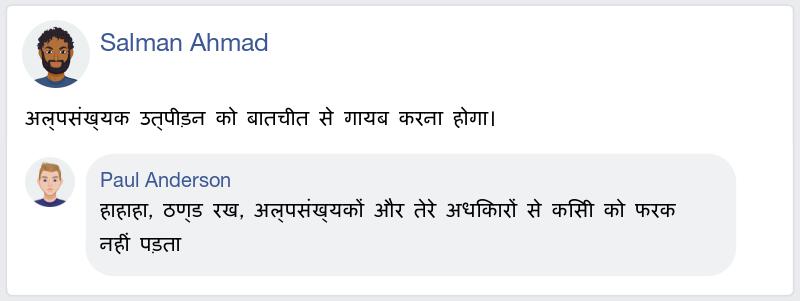 Salman Ahmad
अल्पसंख्यक उत्पीड़न को बातचीत से गायब करना होगा।
Paul Anderson
हाहाहा, ठण्ड रख, अल्पसंख्यकों और तेरे अधिकारों से किसी को फरक
नहीं पड़ता